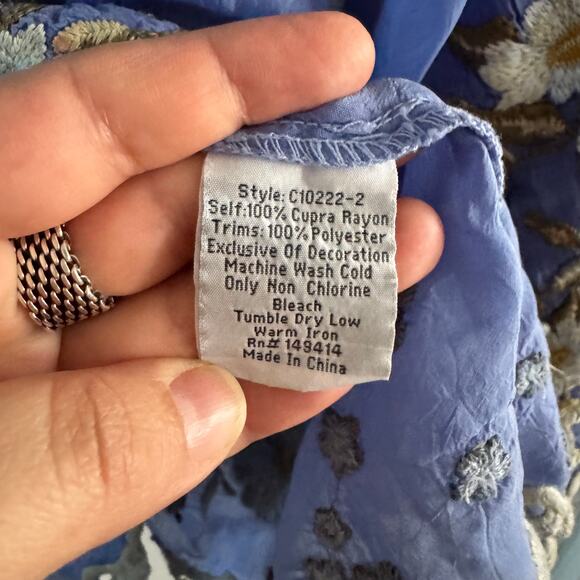 Style: C10222-2
Self:100% Cupra Rayon
Trims: 100% Polyester
Exclusive Of Decoration
Machine Wash Cold
Only Non Chlorine
Bleach
Tumble Dry Low
Warm Iron
Rn# 149414
Made In China